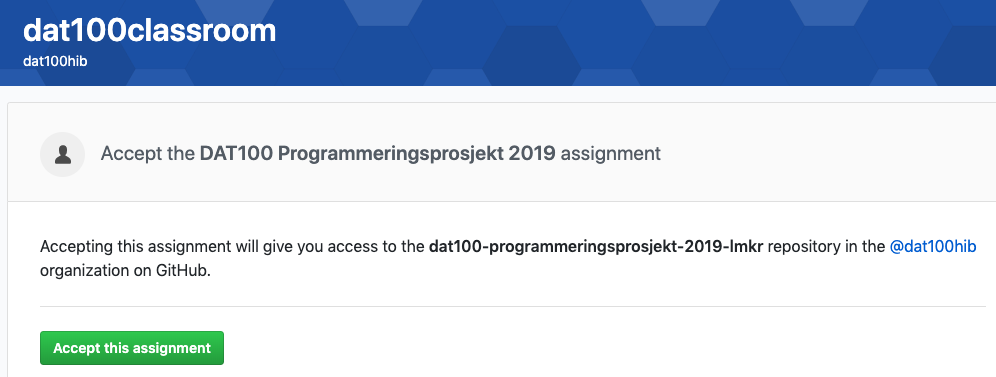 dat100classroom
dat100hib
Accept the DAT100 Programmeringsprosjekt 2019 assignment
Accepting this assignment will give you access to the dat100-programmeringsprosjekt-2019-lmkr repository in the @dat100hib
organization on GitHub.
Accept this assignment